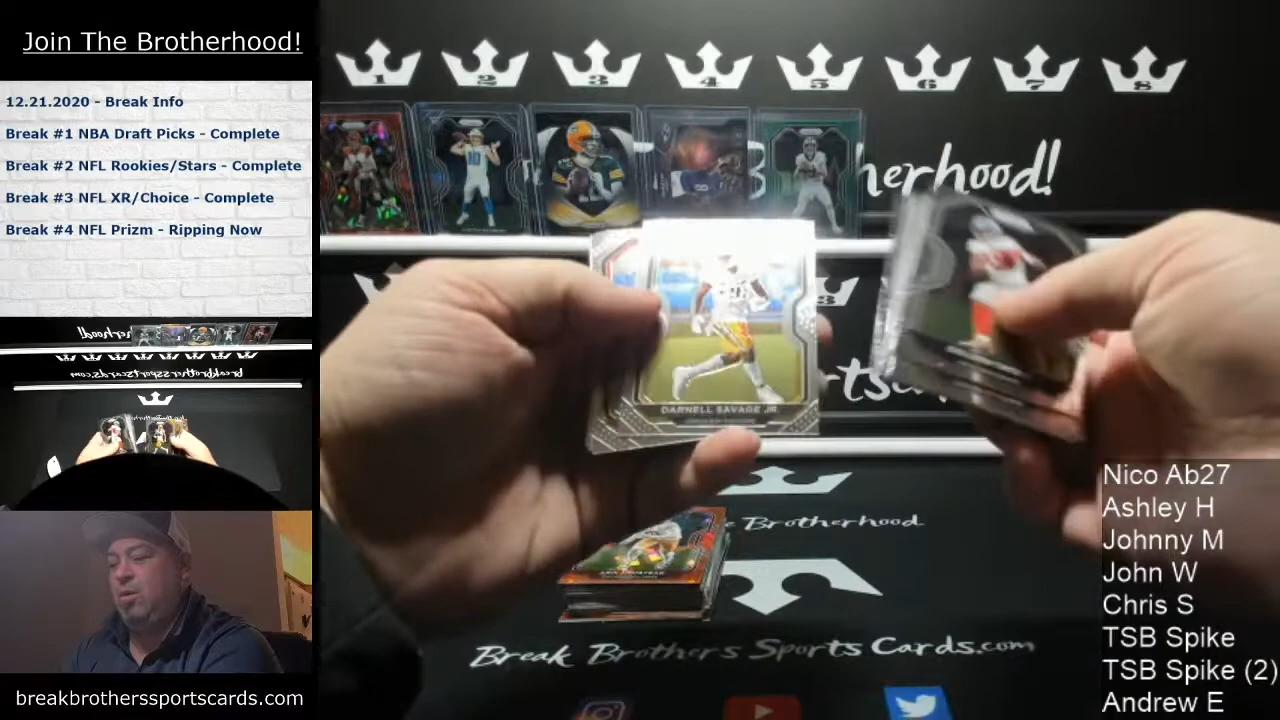 Join The Brotherhood!
12.21.2020 - Break Info
Break #1 NBA Draft Picks - Complete
Break #2 NFL Rookies/Stars - Complete
Break #3 NFL XR/Choice - Complete
Break #4 NFL Prizm - Ripping Now
breakbrotherssportscards.com
1 2 3 4 5 6 7 8
herhood!
3
DARNELL SAVAGE JR.
e Brotherhood
Break Brothers Sports Cards.com
Nico Ab27
Ashley H
Johnny M
John W
Chris S
TSB Spike
TSB Spike (2)
Andrew E